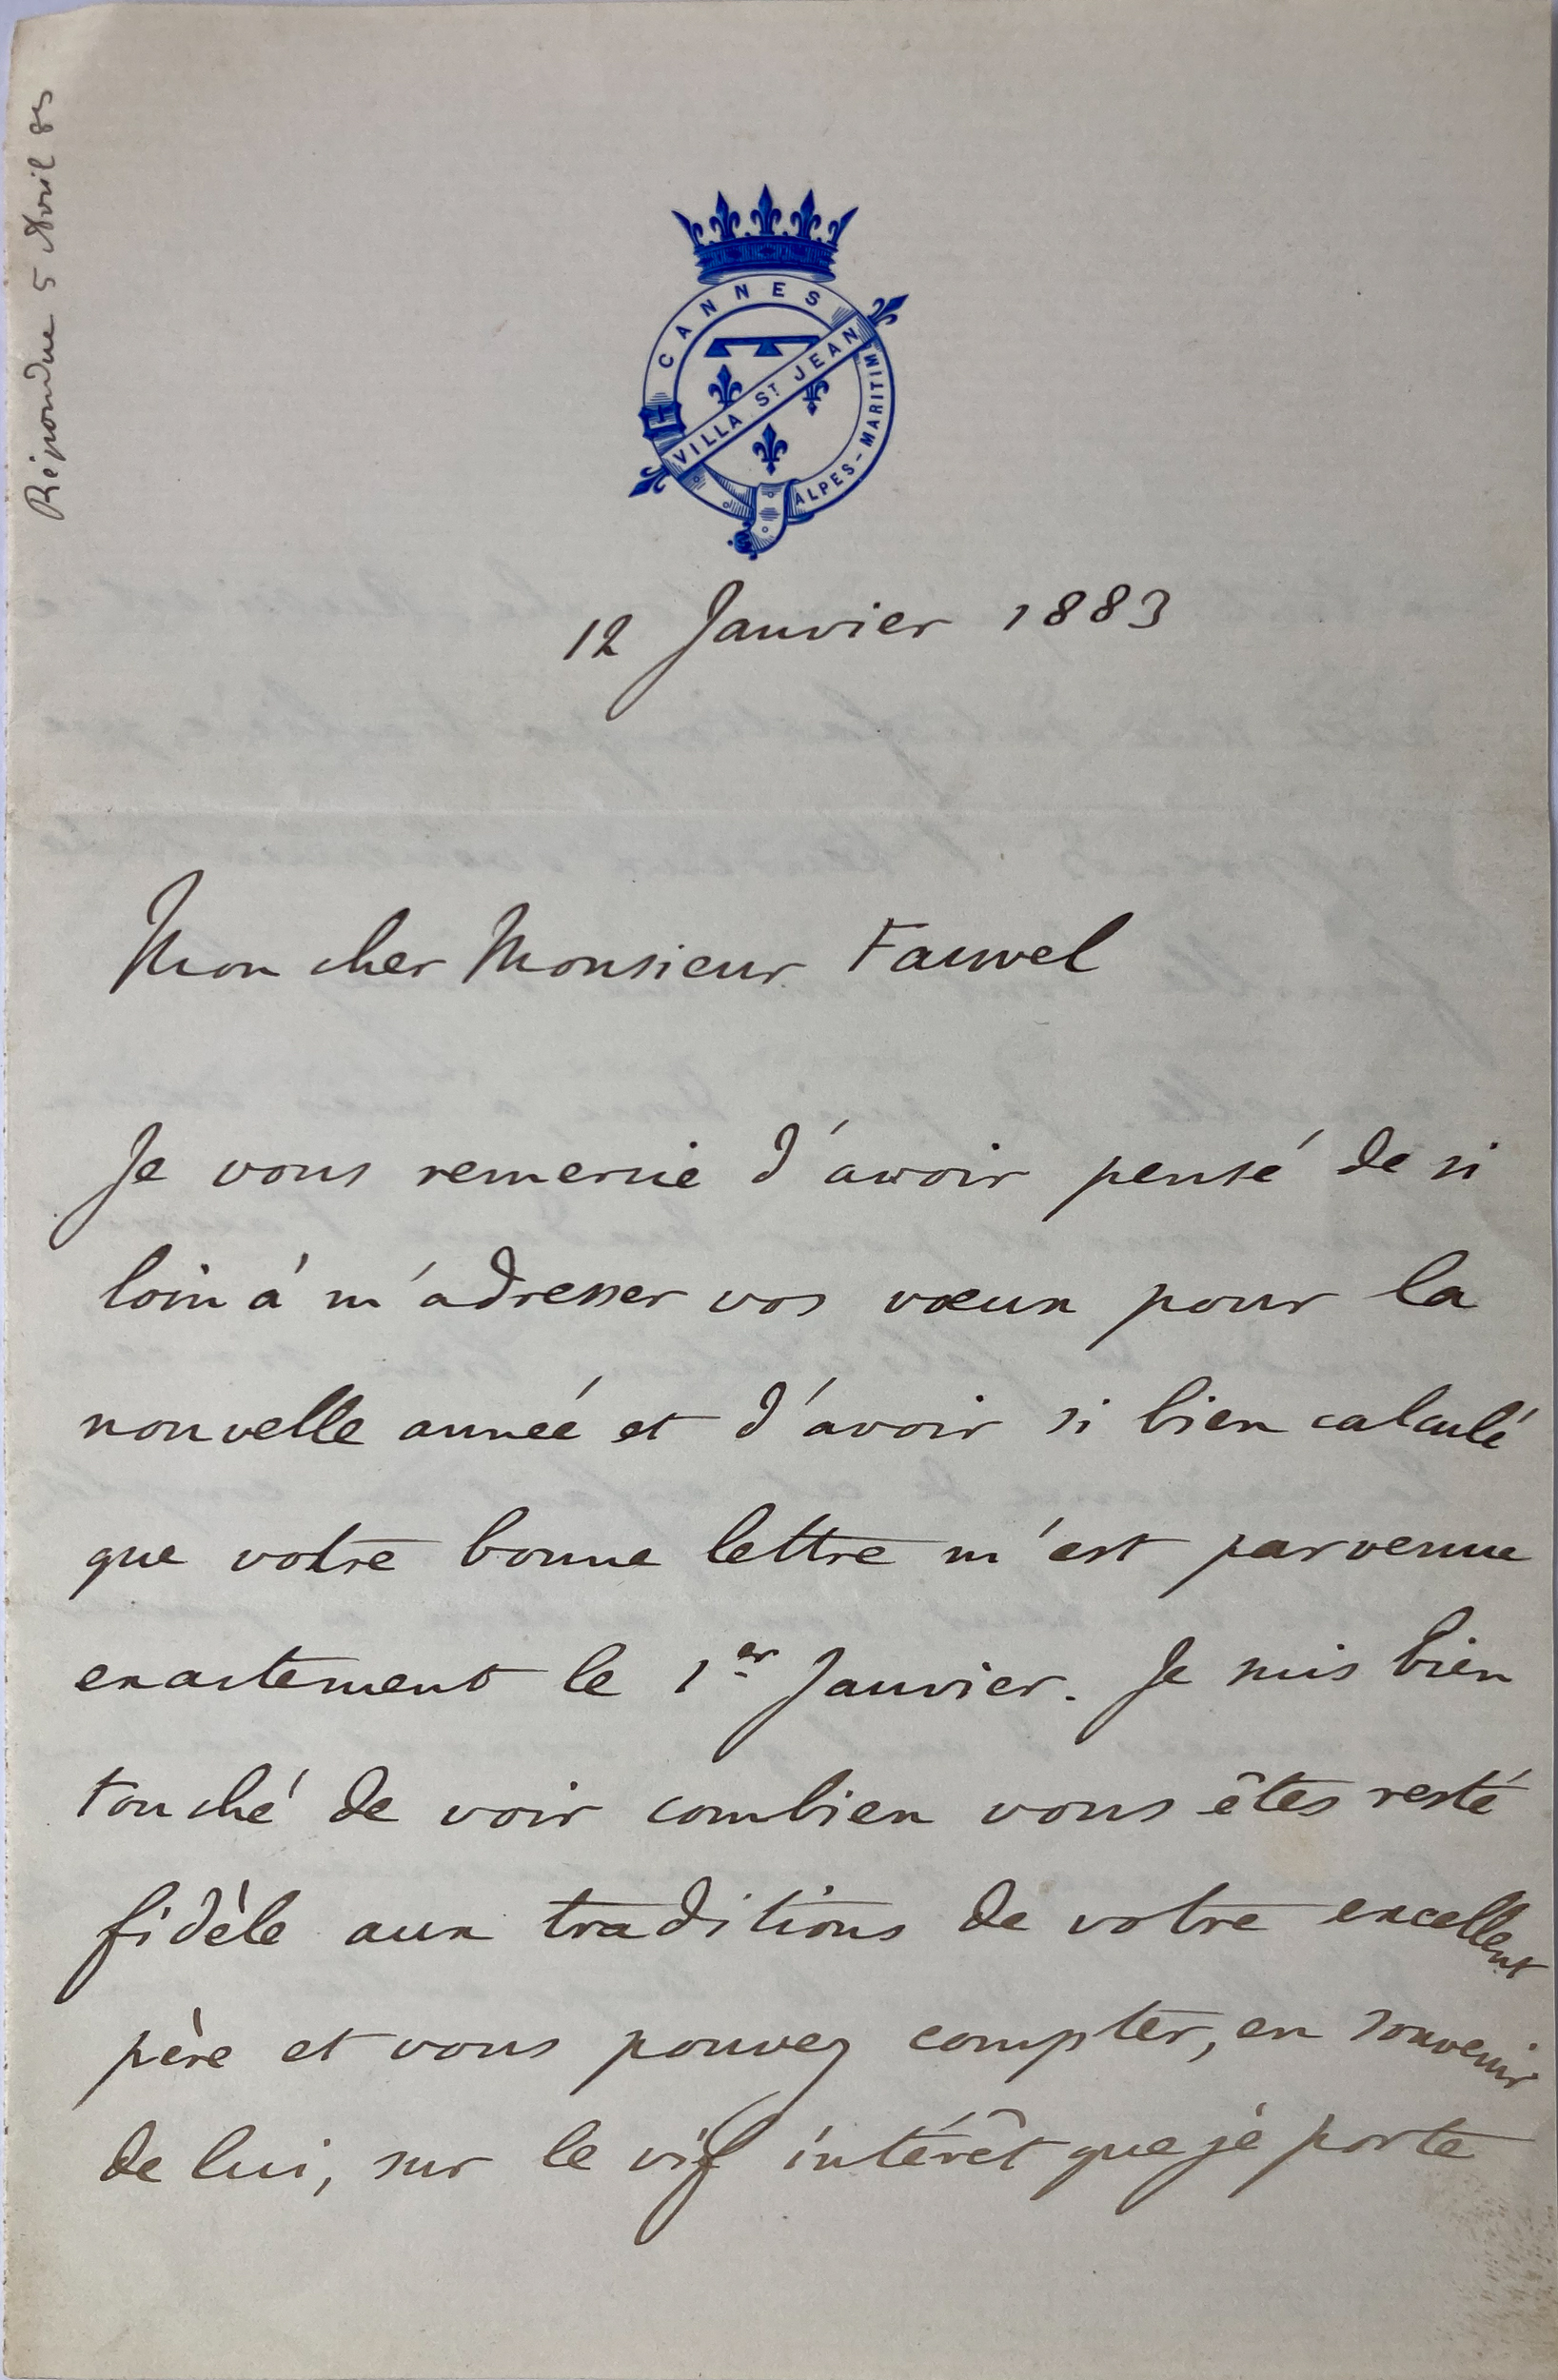 Répondue 5 Avril 85
CANNES
VILLA ST JEAN
ALPES-MARITIM
12 Janvier 1883
Mon cher Monsieur Fauvel
Je vous remercie d'avoir pensé de si
loin à m'adresser vos vœux pour la
nouvelle année et d'avoir si bien calculé
que votre bonne lettre m'est parvenue
exactement le 1er Janvier. Je suis bien
touché de voir combien vous êtes resté
fidèle aux traditions de votre excellent
père et vous pouvez compter, en souvenir
de lui, sur le vif intérêt que je porte